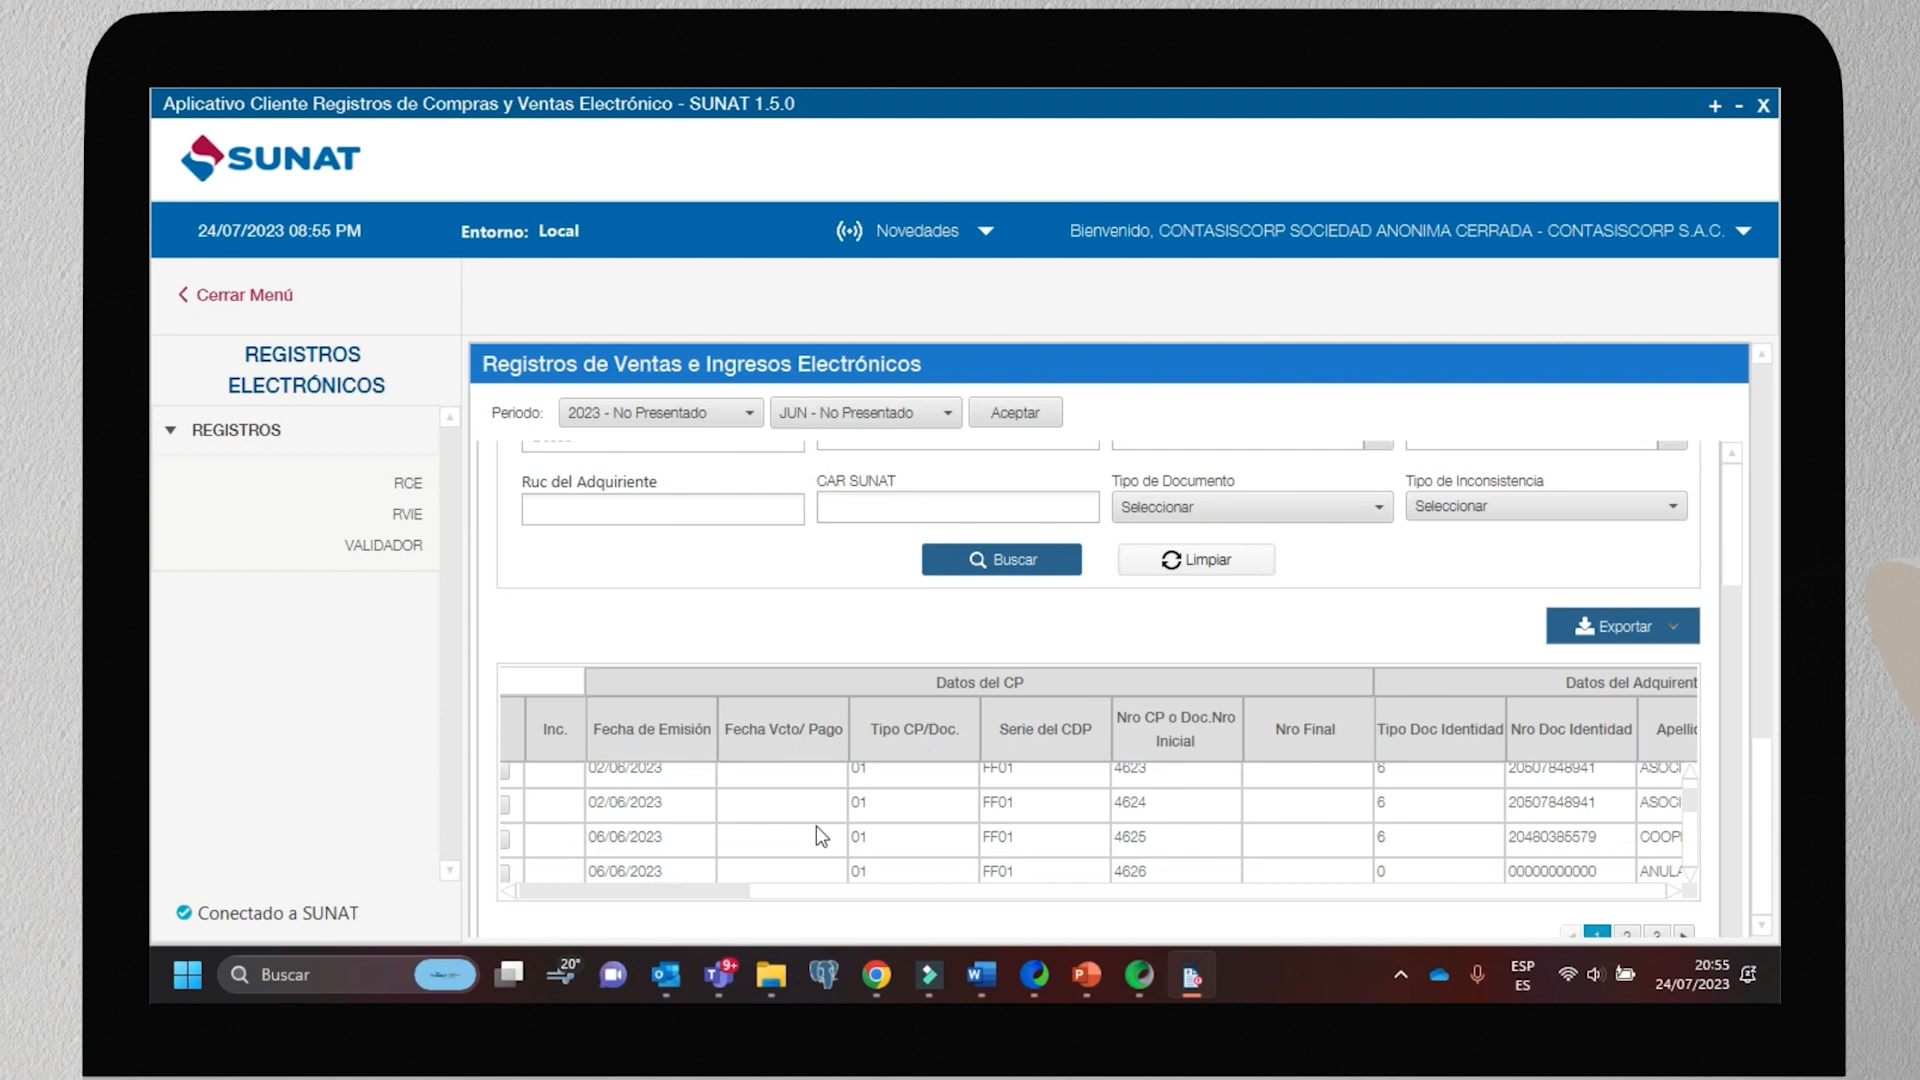 Aplicativo Cliente Registros de Compras y Ventas Electrónico - SUNAT 1.5.0
+ - X
SUNAT
24/07/2023 08:55 PM
Entorno: Local
Novedades
Bienvenido, CONTASISCORP SOCIEDAD ANONIMA CERRADA - CONTASISCORP S.A.C.
Cerrar Menú
REGISTROS
ELECTRÓNICOS
REGISTROS
RCE
RVIE
VALIDADOR
Conectado a SUNAT
Registros de Ventas e Ingresos Electrónicos
Periodo: 2023 - No Presentado JUN - No Presentado Aceptar
Ruc del Adquiriente CAR SUNAT Tipo de Documento Tipo de Inconsistencia
Seleccionar Seleccionar
Buscar Limpiar
Exportar
Datos del CP Datos del Adquirent
Inc. Fecha de Emisión Fecha Vcto/ Pago Tipo CP/Doc. Serie del CDP Nro CP o Doc.Nro Inicial Nro Final Tipo Doc Identidad Nro Doc Identidad Apellic
02/06/2023 01 FF01 4623 6 20507848941 ASOCI
02/06/2023 01 FF01 4624 6 20507848941 ASOCI
06/06/2023 01 FF01 4625 6 20480385579 COOP
06/06/2023 01 FF01 4626 0 00000000000 ANULA
1 2 3
Buscar
20°
9+
ESP
ES
20:55
24/07/2023